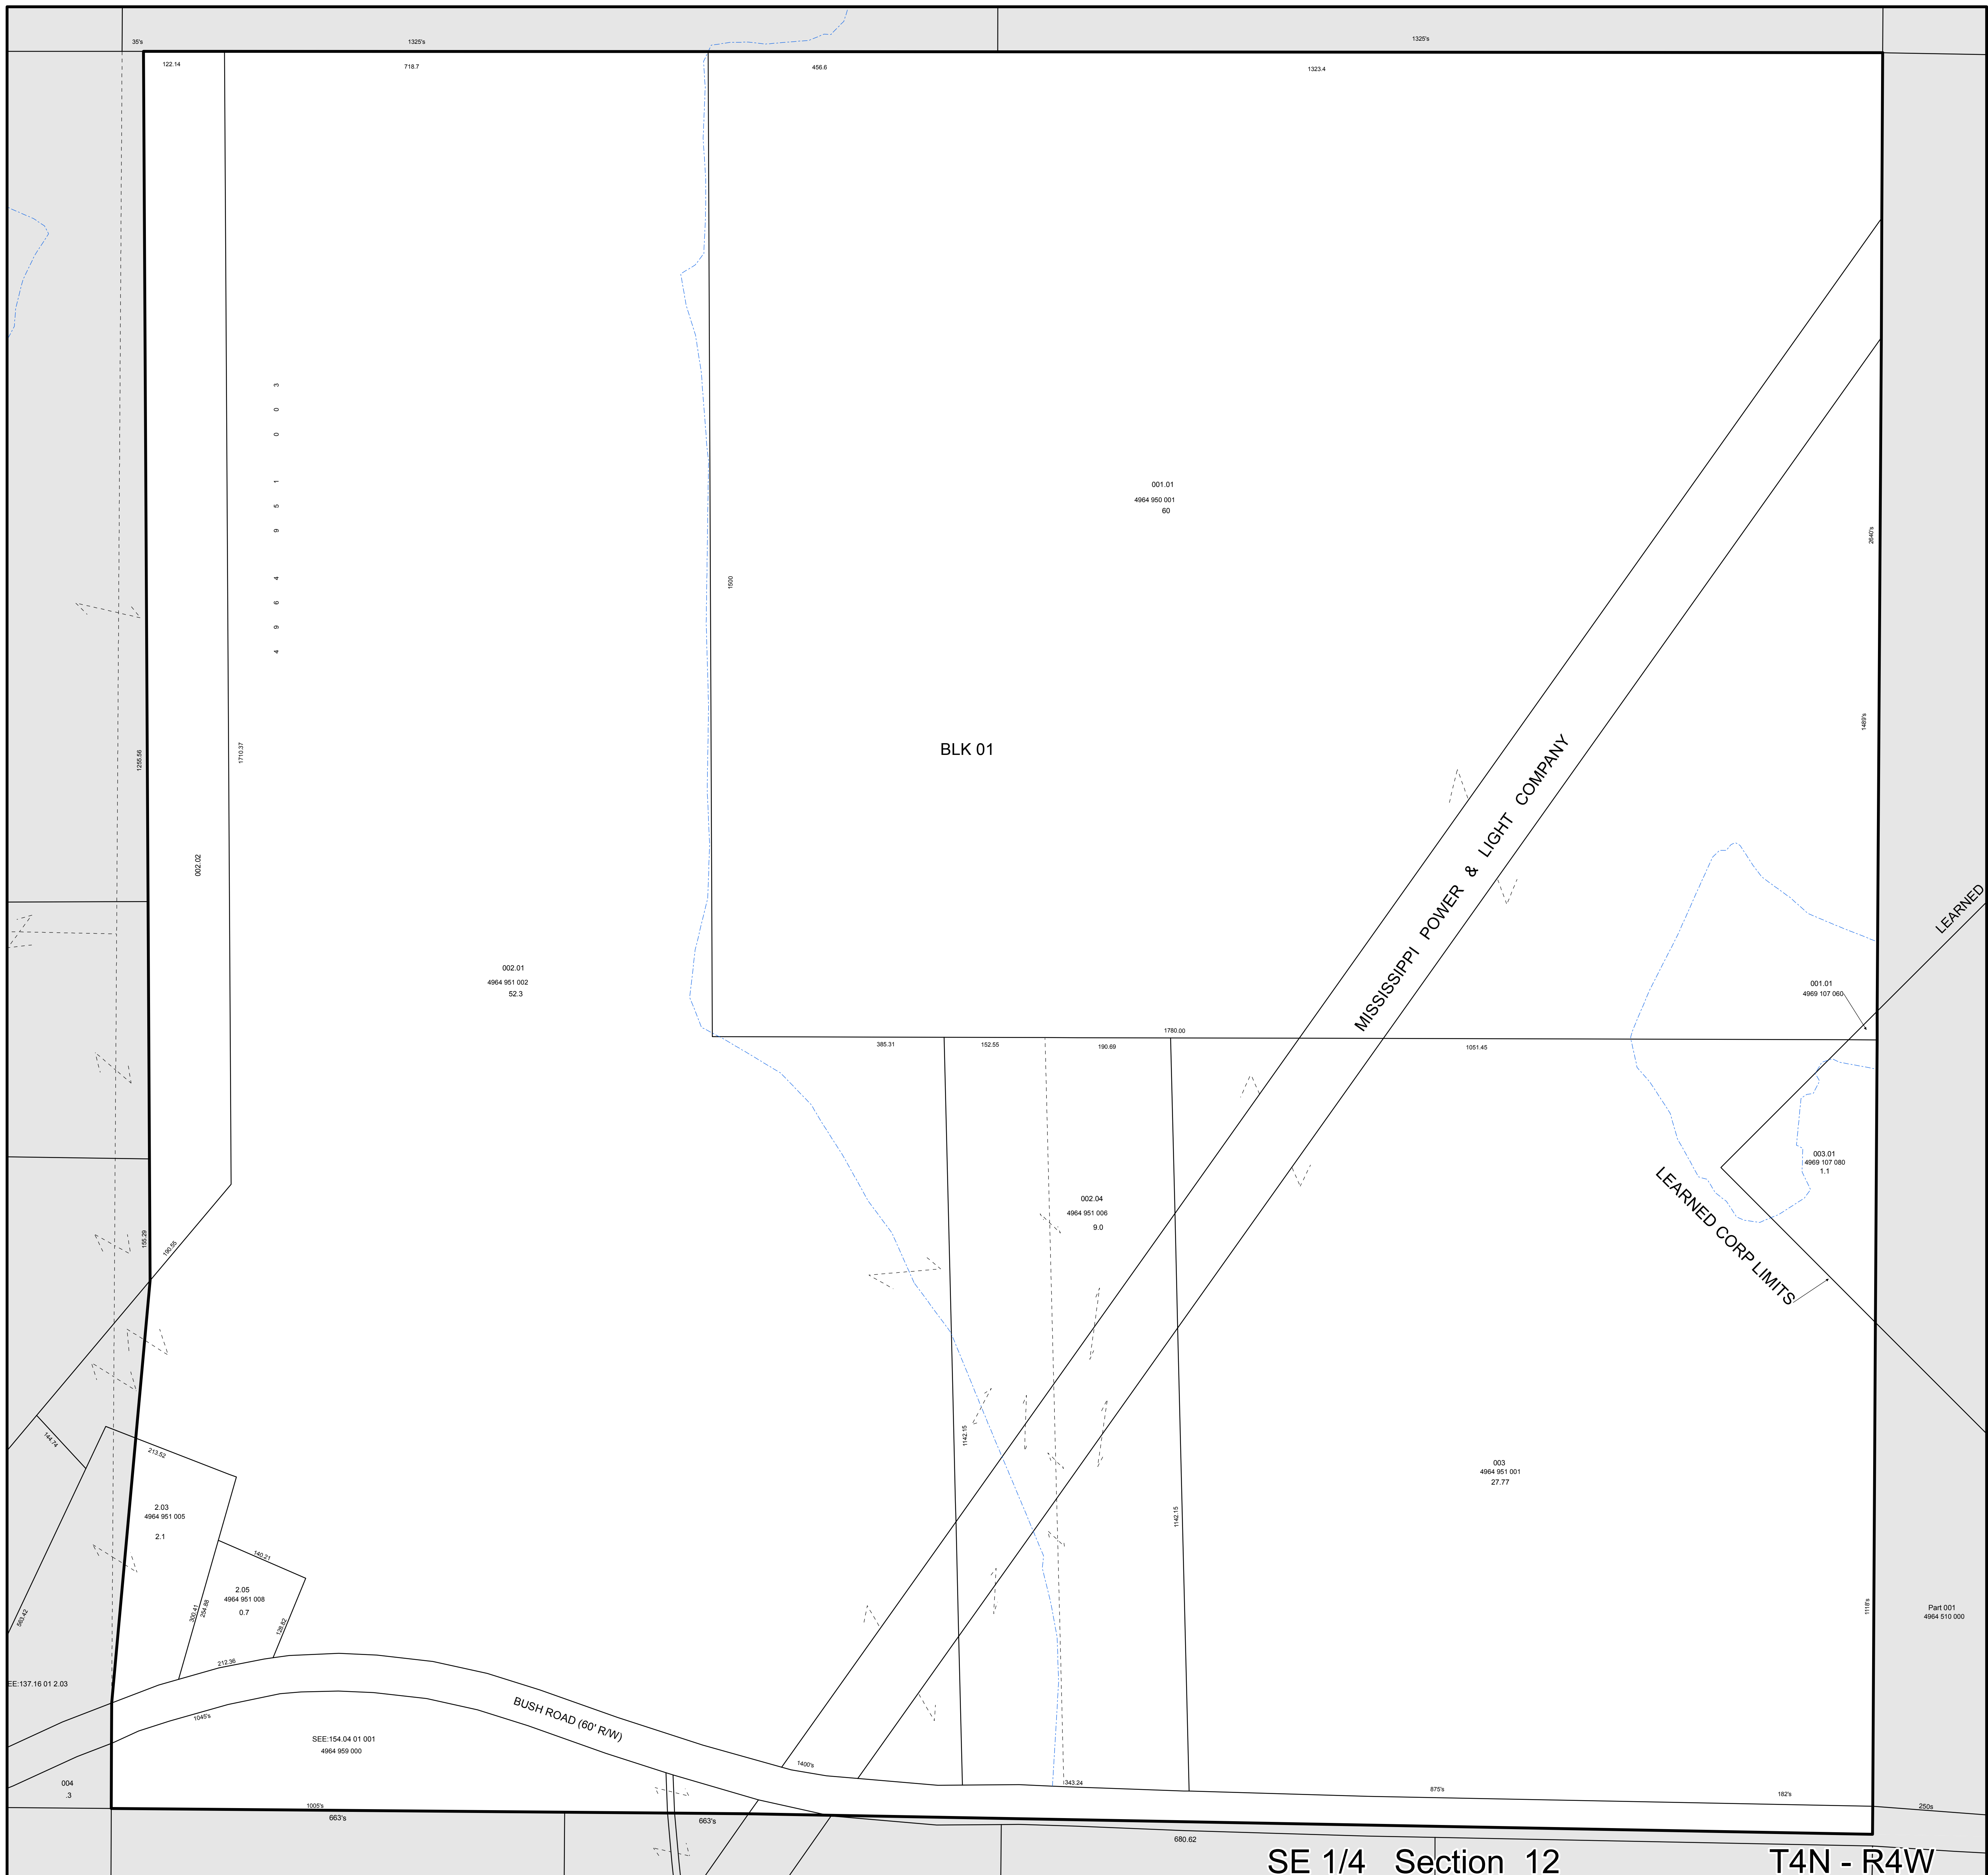 35's
1325's
1325's
122.14
718.7
456.6
1323.4
4 9 6 4 9 5 1 0 0 3
001.01
4964 950 001
60
2640's
1500
1489's
1255.56
1710.37
BLK 01
MISSISSIPPI POWER & LIGHT COMPANY
002.02
LEARNED
002.01
4964 951 002
52.3
001.01
4969 107 060
1780.00
385.31
152.55
190.69
1051.45
003.01
4969 107 080
1.1
002.04
4964 951 006
9.0
LEARNED CORP LIMITS
155.29
190.55
144.74
213.52
1142.15
003
4964 951 001
27.77
2.03
4964 951 005
2.1
1142.15
140.21
2.05
4964 951 008
0.7
300.41
254.88
128.82
583.42
1118's
Part 001
4964 510 000
212.36
EE:137.16 01 2.03
BUSH ROAD (60' R/W)
1045's
SEE:154.04 01 001
4964 959 000
1400's
004
.3
343.24
875's
182's
250s
1005's
663's
663's
680.62
SE 1/4 Section 12
T4N - R4W